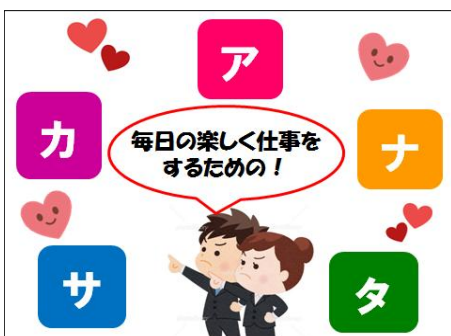 ア
カ
毎日の楽しく仕事を
するための！
ナ
サ
タ